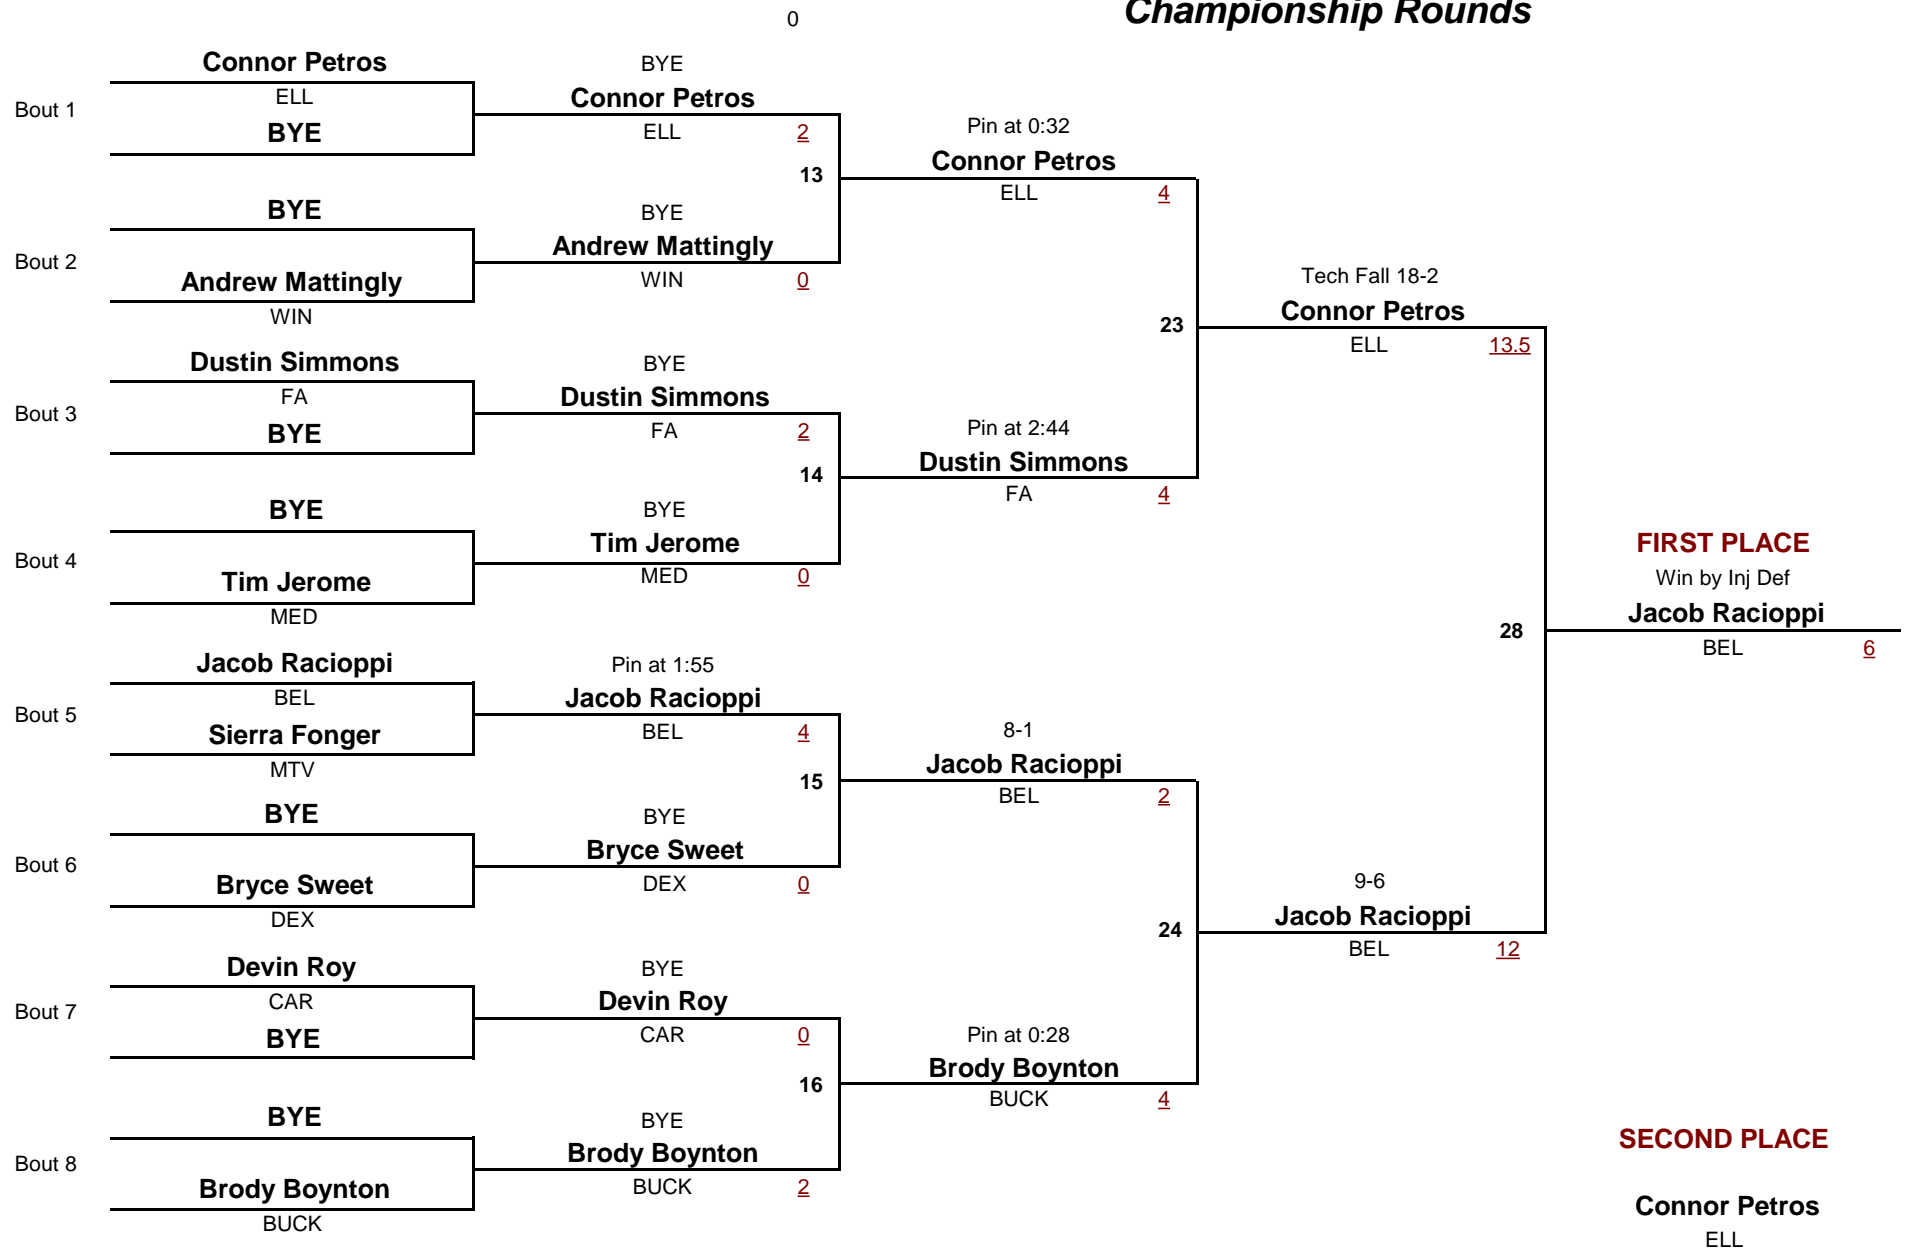 Championship Rounds
0
Connor Petros
ELL
BYE
Bout 1
BYE
Andrew Mattingly
WIN
Bout 2
Dustin Simmons
FA
BYE
Bout 3
BYE
Tim Jerome
MED
Bout 4
Jacob Racioppi
BEL
Sierra Fonger
MTV
Bout 5
BYE
Bryce Sweet
DEX
Bout 6
Devin Roy
CAR
BYE
Bout 7
BYE
Brody Boynton
BUCK
Bout 8
BYE
Connor Petros
ELL 2
13
BYE
Andrew Mattingly
WIN 0
BYE
Dustin Simmons
FA 2
14
BYE
Tim Jerome
MED 0
Pin at 1:55
Jacob Racioppi
BEL 4
15
BYE
Bryce Sweet
DEX 0
BYE
Devin Roy
CAR 0
16
BYE
Brody Boynton
BUCK 2
Pin at 0:32
Connor Petros
ELL 4
23
Pin at 2:44
Dustin Simmons
FA 4
8-1
Jacob Racioppi
BEL 2
24
Pin at 0:28
Brody Boynton
BUCK 4
Tech Fall 18-2
Connor Petros
ELL 13.5
28
9-6
Jacob Racioppi
BEL 12
FIRST PLACE
Win by Inj Def
Jacob Racioppi
BEL 6
SECOND PLACE
Connor Petros
ELL